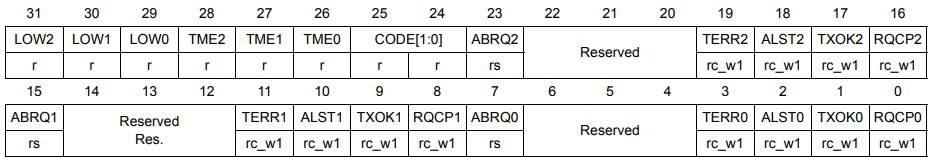 31 30 29 28 27 26 25 24 23 22 21 20 19 18 17 16
LOW2 LOW1 LOW0 TME2 TME1 TME0 CODE[1:0] ABRQ2 Reserved TERR2 ALST2 TXOK2 RQCP2
r r r r r r r r rs rc_w1 rc_w1 rc_w1 rc_w1
15 14 13 12 11 10 9 8 7 6 5 4 3 2 1 0
ABRQ1 Reserved TERR1 ALST1 TXOK1 RQCP1 ABRQ0 Reserved TERR0 ALST0 TXOK0 RQCP0
rs Res. rc_w1 rc_w1 rc_w1 rc_w1 rs rc_w1 rc_w1 rc_w1 rc_w1